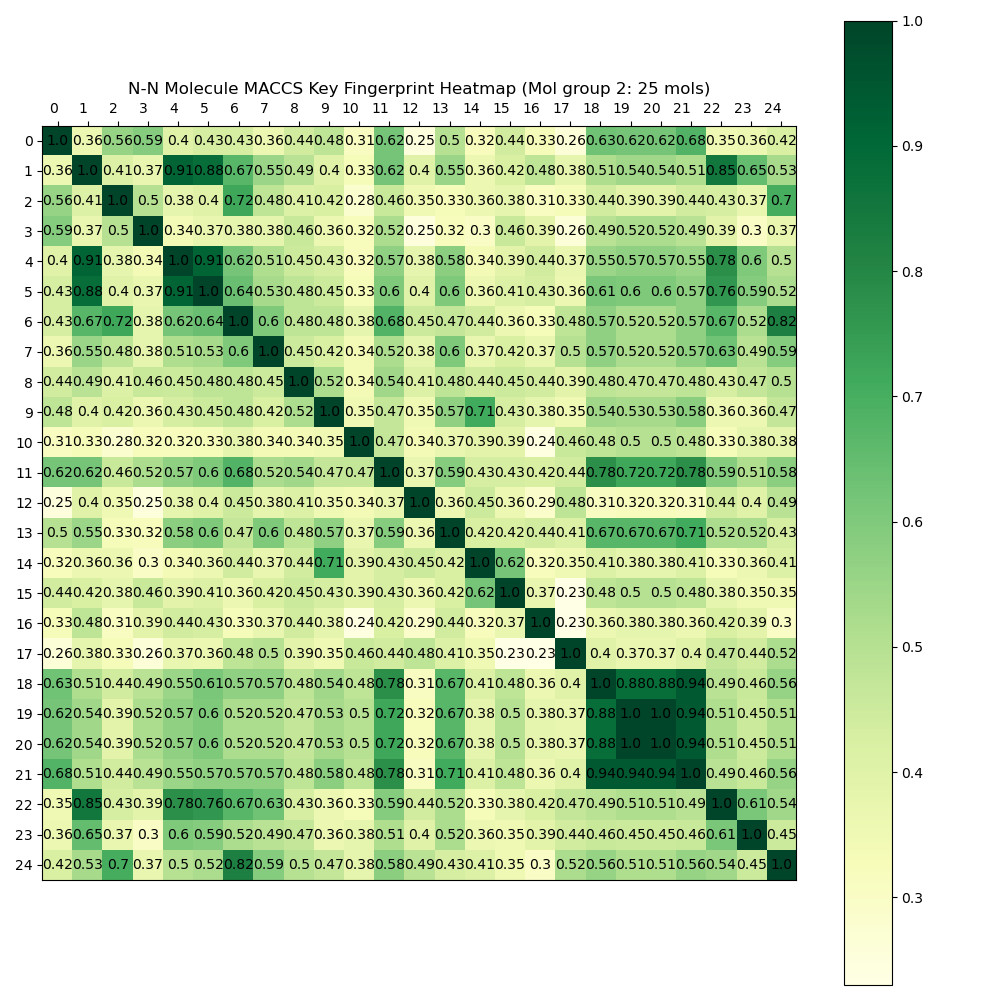 N-N Molecule MACCS Key Fingerprint Heatmap (Mol group 2: 25 mols)
0 1 2 3 4 5 6 7 8 9 10 11 12 13 14 15 16 17 18 19 20 21 22 23 24
0 1.0 0.36 0.56 0.59 0.4 0.43 0.43 0.36 0.44 0.48 0.31 0.62 0.25 0.5 0.32 0.44 0.33 0.26 0.63 0.62 0.62 0.68 0.35 0.36 0.42
1 0.36 1.0 0.41 0.37 0.91 0.88 0.67 0.55 0.49 0.4 0.33 0.62 0.4 0.55 0.36 0.42 0.48 0.38 0.51 0.54 0.54 0.51 0.85 0.65 0.53
2 0.56 0.41 1.0 0.5 0.38 0.4 0.72 0.48 0.41 0.42 0.28 0.46 0.35 0.33 0.36 0.38 0.31 0.33 0.44 0.39 0.39 0.44 0.43 0.37 0.7
3 0.59 0.37 0.5 1.0 0.34 0.37 0.38 0.38 0.46 0.36 0.32 0.52 0.25 0.32 0.3 0.46 0.39 0.26 0.49 0.52 0.52 0.49 0.39 0.3 0.37
4 0.4 0.91 0.38 0.34 1.0 0.91 0.62 0.51 0.45 0.43 0.32 0.57 0.38 0.58 0.34 0.39 0.44 0.37 0.55 0.57 0.57 0.55 0.78 0.6 0.5
5 0.43 0.88 0.4 0.37 0.91 1.0 0.64 0.53 0.48 0.45 0.33 0.6 0.4 0.6 0.36 0.41 0.43 0.36 0.61 0.6 0.6 0.57 0.76 0.59 0.52
6 0.43 0.67 0.72 0.38 0.62 0.64 1.0 0.6 0.48 0.48 0.38 0.68 0.45 0.47 0.44 0.36 0.33 0.48 0.57 0.52 0.52 0.57 0.67 0.52 0.82
7 0.36 0.55 0.48 0.38 0.51 0.53 0.6 1.0 0.45 0.42 0.34 0.52 0.38 0.6 0.37 0.42 0.37 0.5 0.57 0.52 0.52 0.57 0.63 0.49 0.59
8 0.44 0.49 0.41 0.46 0.45 0.48 0.48 0.45 1.0 0.52 0.34 0.54 0.41 0.48 0.44 0.45 0.44 0.39 0.48 0.47 0.47 0.48 0.43 0.47 0.5
9 0.48 0.4 0.42 0.36 0.43 0.45 0.48 0.42 0.52 1.0 0.35 0.47 0.35 0.57 0.71 0.43 0.38 0.35 0.54 0.53 0.53 0.58 0.36 0.36 0.47
10 0.31 0.33 0.28 0.32 0.32 0.33 0.38 0.34 0.34 0.35 1.0 0.47 0.34 0.37 0.39 0.39 0.24 0.46 0.48 0.5 0.5 0.48 0.33 0.38 0.38
11 0.62 0.62 0.46 0.52 0.57 0.6 0.68 0.52 0.54 0.47 0.47 1.0 0.37 0.59 0.43 0.43 0.42 0.44 0.78 0.72 0.72 0.78 0.59 0.51 0.58
12 0.25 0.4 0.35 0.25 0.38 0.4 0.45 0.38 0.41 0.35 0.34 0.37 1.0 0.36 0.45 0.36 0.29 0.48 0.31 0.32 0.32 0.31 0.44 0.4 0.49
13 0.5 0.55 0.33 0.32 0.58 0.6 0.47 0.6 0.48 0.57 0.37 0.59 0.36 1.0 0.42 0.42 0.44 0.41 0.67 0.67 0.67 0.71 0.52 0.52 0.43
14 0.32 0.36 0.36 0.3 0.34 0.36 0.44 0.37 0.44 0.71 0.39 0.43 0.45 0.42 1.0 0.62 0.32 0.35 0.41 0.38 0.38 0.41 0.33 0.36 0.41
15 0.44 0.42 0.38 0.46 0.39 0.41 0.36 0.42 0.45 0.43 0.39 0.43 0.36 0.42 0.62 1.0 0.37 0.23 0.48 0.5 0.5 0.48 0.38 0.35 0.35
16 0.33 0.48 0.31 0.39 0.44 0.43 0.33 0.37 0.44 0.38 0.24 0.42 0.29 0.44 0.32 0.37 1.0 0.23 0.36 0.38 0.38 0.36 0.42 0.39 0.3
17 0.26 0.38 0.33 0.26 0.37 0.36 0.48 0.5 0.39 0.35 0.46 0.44 0.48 0.41 0.35 0.23 0.23 1.0 0.4 0.37 0.37 0.4 0.47 0.44 0.52
18 0.63 0.51 0.44 0.49 0.55 0.61 0.57 0.57 0.48 0.54 0.48 0.78 0.31 0.67 0.41 0.48 0.36 0.4 1.0 0.88 0.88 0.94 0.49 0.46 0.56
19 0.62 0.54 0.39 0.52 0.57 0.6 0.52 0.52 0.47 0.53 0.5 0.72 0.32 0.67 0.38 0.5 0.38 0.37 0.88 1.0 1.0 0.94 0.51 0.45 0.51
20 0.62 0.54 0.39 0.52 0.57 0.6 0.52 0.52 0.47 0.53 0.5 0.72 0.32 0.67 0.38 0.5 0.38 0.37 0.88 1.0 1.0 0.94 0.51 0.45 0.51
21 0.68 0.51 0.44 0.49 0.55 0.57 0.57 0.57 0.48 0.58 0.48 0.78 0.31 0.71 0.41 0.48 0.36 0.4 0.94 0.94 0.94 1.0 0.49 0.46 0.56
22 0.35 0.85 0.43 0.39 0.78 0.76 0.67 0.63 0.43 0.36 0.33 0.59 0.44 0.52 0.33 0.38 0.42 0.47 0.49 0.51 0.51 0.49 1.0 0.61 0.54
23 0.36 0.65 0.37 0.3 0.6 0.59 0.52 0.49 0.47 0.36 0.38 0.51 0.4 0.52 0.36 0.35 0.39 0.44 0.46 0.45 0.45 0.46 0.61 1.0 0.45
24 0.42 0.53 0.7 0.37 0.5 0.52 0.82 0.59 0.5 0.47 0.38 0.58 0.49 0.43 0.41 0.35 0.3 0.52 0.56 0.51 0.51 0.56 0.54 0.45 1.0
1.0
0.9
0.8
0.7
0.6
0.5
0.4
0.3